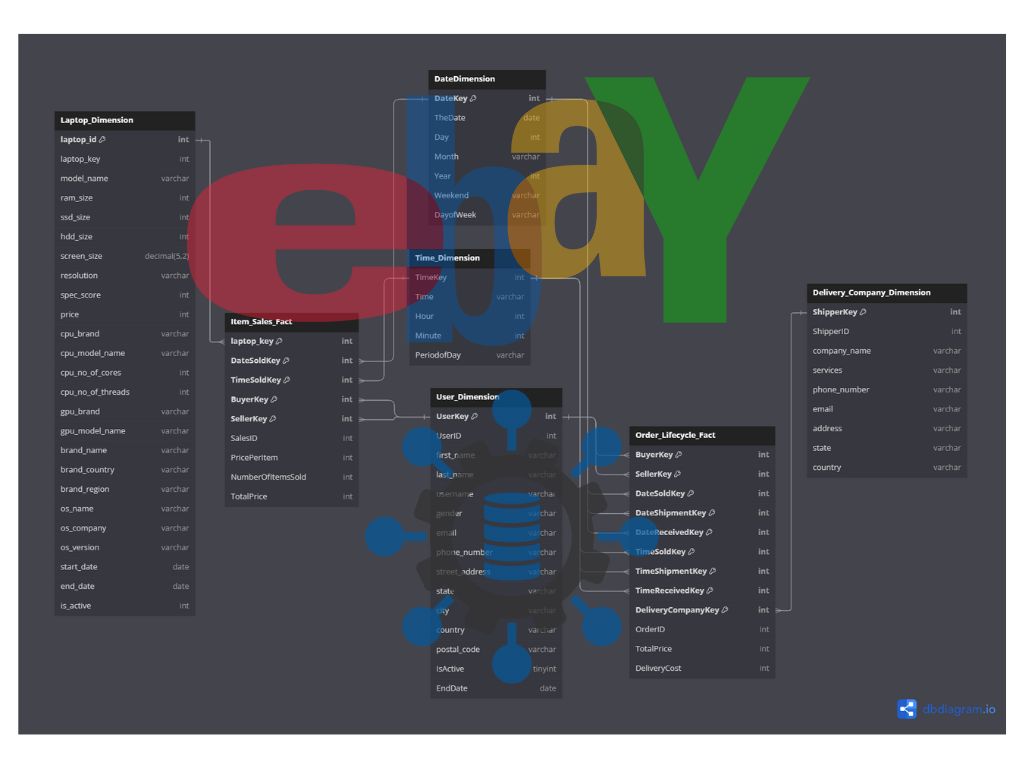 ebaY
DateDimension
DateKey int
TheDate date
Day int
Month varchar
Year int
Weekend varchar
DayofWeek varchar
Laptop_Dimension
laptop_id int
laptop_key int
model_name varchar
ram_size int
ssd_size int
hdd_size int
screen_size decimal(5,2)
resolution varchar
spec_score int
price int
cpu_brand varchar
cpu_model_name varchar
cpu_no_of_cores int
cpu_no_of_threads int
gpu_brand varchar
gpu_model_name varchar
brand_name varchar
brand_country varchar
brand_region varchar
os_name varchar
os_company varchar
os_version varchar
start_date date
end_date date
is_active int
Time_Dimension
TimeKey int
Time varchar
Hour int
Minute int
PeriodofDay varchar
Item_Sales_Fact
laptop_key int
DateSoldKey int
TimeSoldKey int
BuyerKey int
SellerKey int
SalesID int
PricePerItem int
NumberOfItemsSold int
TotalPrice int
User_Dimension
UserKey int
UserID int
first_name varchar
last_name varchar
username varchar
gender varchar
email varchar
phone_number varchar
street_address varchar
state varchar
city varchar
country varchar
postal_code varchar
IsActive tinyint
EndDate date
Order_Lifecycle_Fact
BuyerKey int
SellerKey int
DateSoldKey int
DateShipmentKey int
DateReceivedKey int
TimeSoldKey int
TimeShipmentKey int
TimeReceivedKey int
DeliveryCompanyKey int
OrderID int
TotalPrice int
DeliveryCost int
Delivery_Company_Dimension
ShipperKey int
ShipperID int
company_name varchar
services varchar
phone_number varchar
email varchar
address varchar
state varchar
country varchar
dbdiagram.io